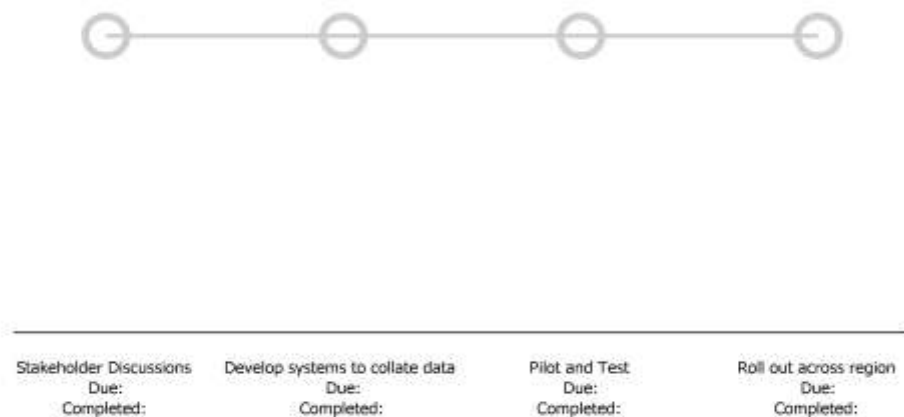 Stakeholder Discussions
Due:
Completed:
Develop systems to collate data
Due:
Completed:
Pilot and Test
Due:
Completed:
Roll out across region
Due:
Completed: